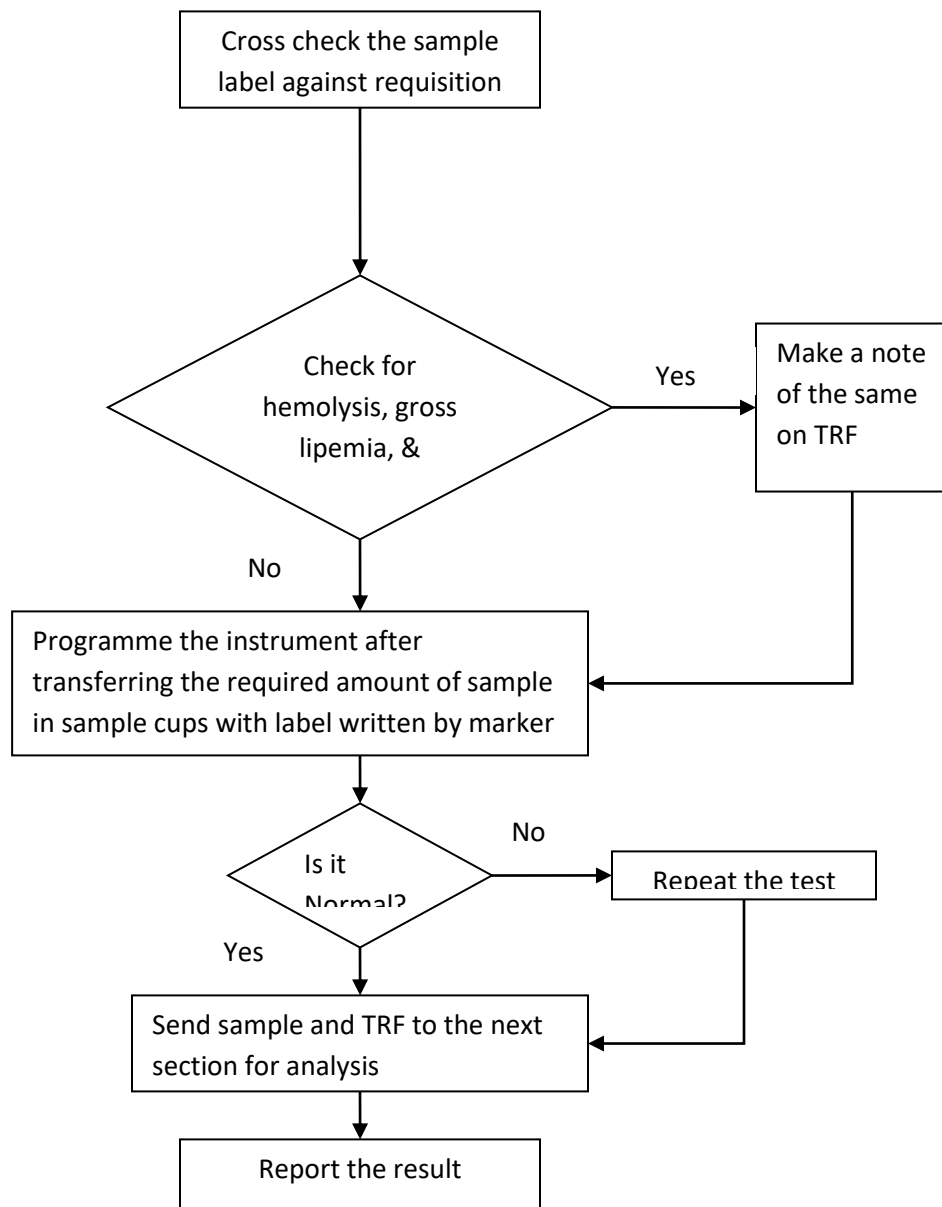 Cross check the sample
label against requisition
Check for
hemolysis, gross
lipemia, &
Yes
Make a note
of the same
on TRF
No
Programme the instrument after
transferring the required amount of sample
in sample cups with label written by marker
Is it
Normal?
No
Repeat the test
Yes
Send sample and TRF to the next
section for analysis
Report the result